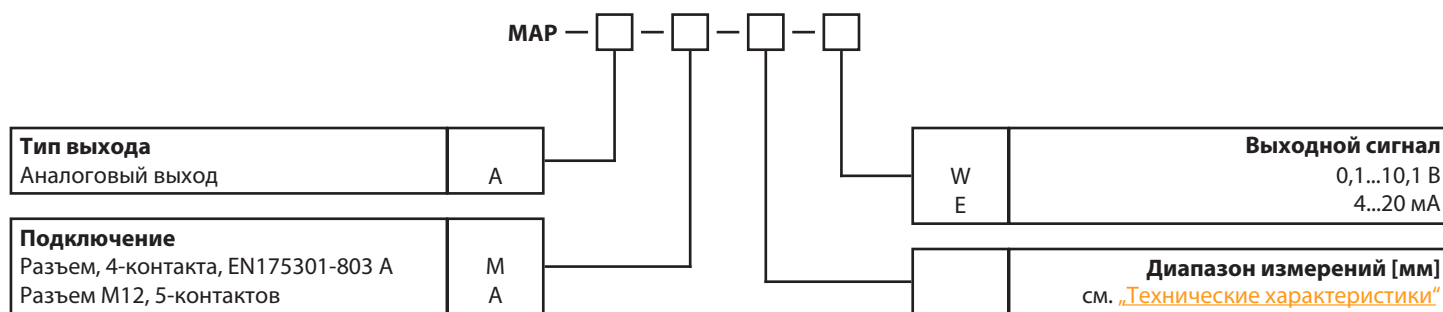 MAP
Тип выхода
Аналоговый выход A
Подключение
Разъем, 4-контакта, EN175301-803 A M
Разъем M12, 5-контактов A
Выходной сигнал
W 0,1...10,1 В
E 4...20 мА
Диапазон измерений [мм]
см. „Технические характеристики“